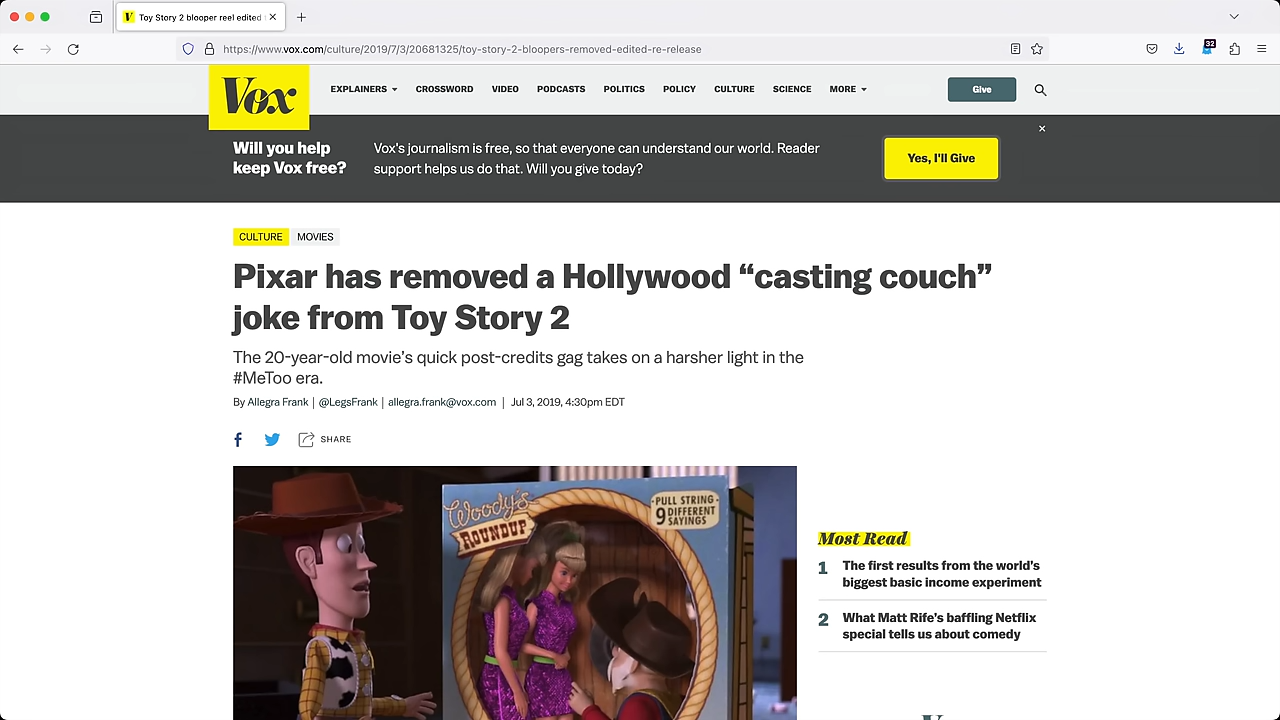 Toy Story 2 blooper reel edited
https://www.vox.com/culture/2019/7/3/20681325/toy-story-2-bloopers-removed-edited-re-release
32
Vox
EXPLAINERS CROSSWORD VIDEO PODCASTS POLITICS POLICY CULTURE SCIENCE MORE Give
Will you help
keep Vox free?
Vox's journalism is free, so that everyone can understand our world. Reader
support helps us do that. Will you give today?
Yes, I'll Give
CULTURE MOVIES
Pixar has removed a Hollywood “casting couch”
joke from Toy Story 2
The 20-year-old movie’s quick post-credits gag takes on a harsher light in the
#MeToo era.
By Allegra Frank | @LegsFrank | allegra.frank@vox.com | Jul 3, 2019, 4:30pm EDT
SHARE
Woody's
ROUNDUP
PULL STRING
9 DIFFERENT
SAYINGS
Most Read
1 The first results from the world’s
biggest basic income experiment
2 What Matt Rife’s baffling Netflix
special tells us about comedy